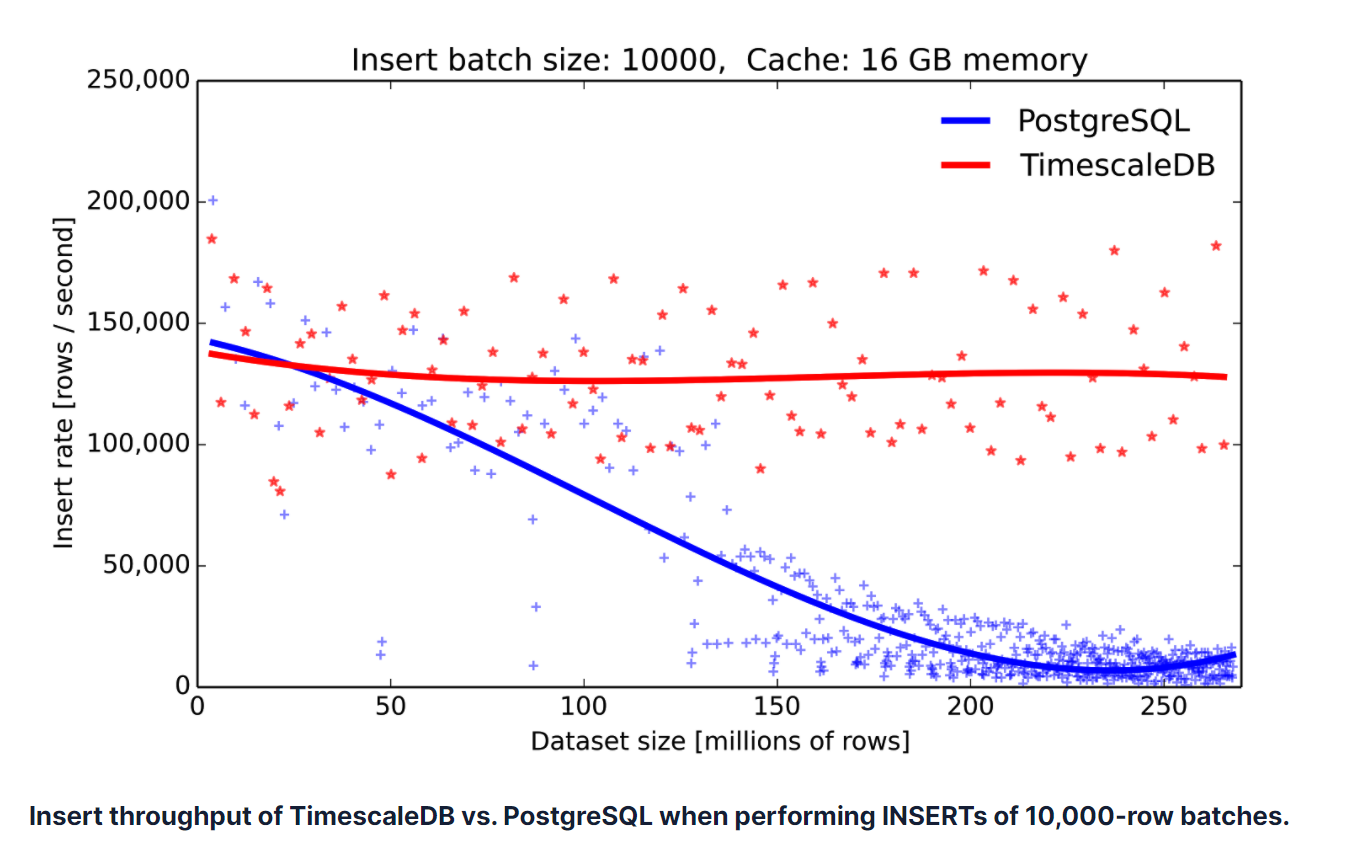 Insert batch size: 10000,  Cache: 16 GB memory
250,000
200,000
150,000
100,000
50,000
0
Insert rate [rows / second]
PostgreSQL
TimescaleDB
0 50 100 150 200 250
Dataset size [millions of rows]
Insert throughput of TimescaleDB vs. PostgreSQL when performing INSERTs of 10,000-row batches.